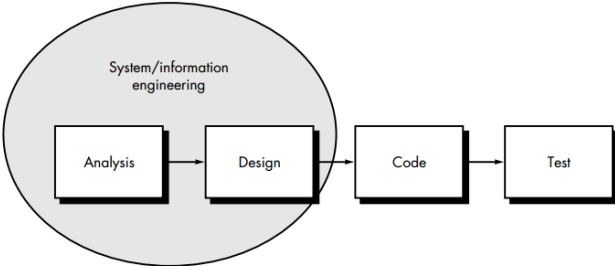 System/information
engineering
Analysis
Design
Code
Test